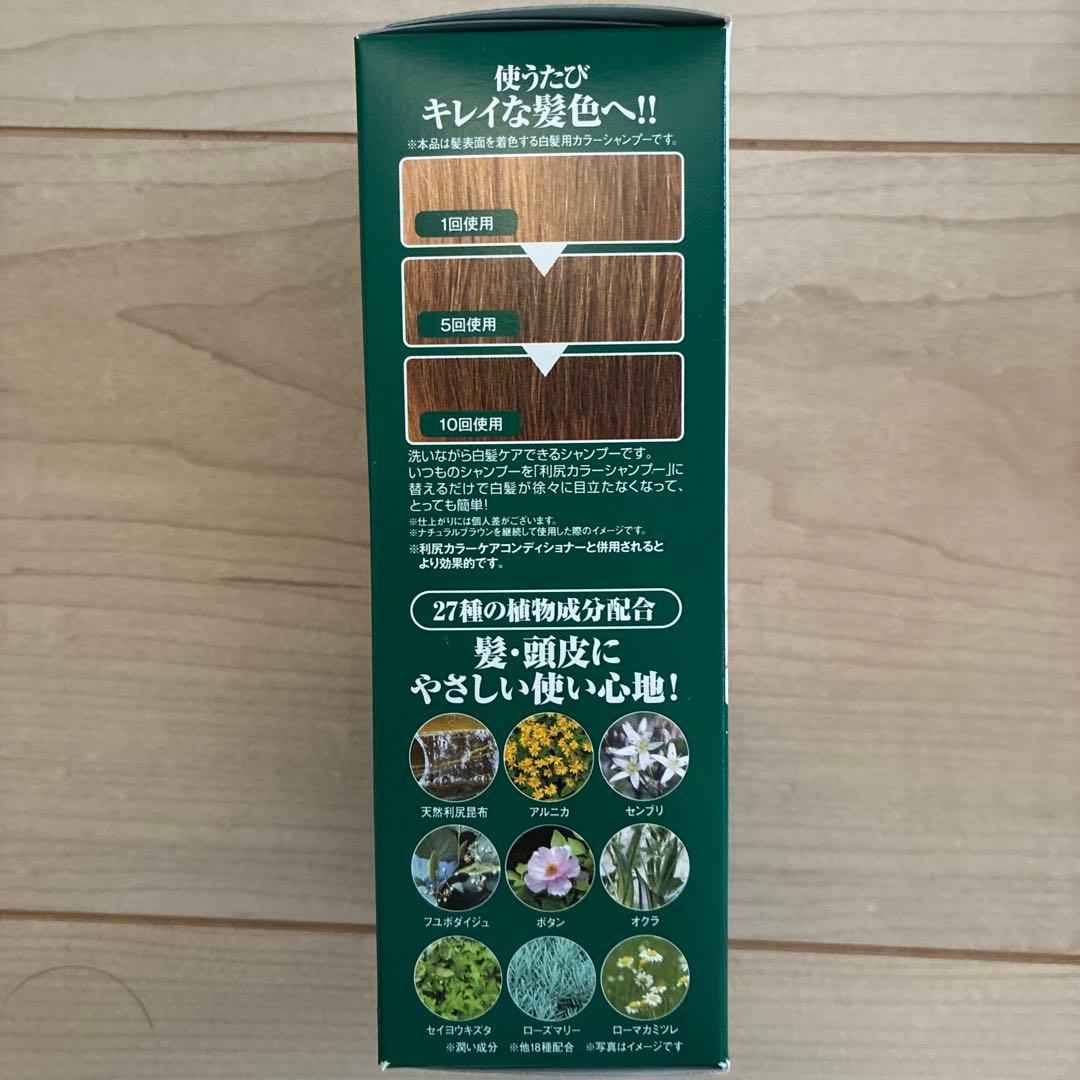 使うたび
キレイな髪色へ!!
※本品は髪表面を着色する白髪用カラーシャンプーです。
1回使用
5回使用
10回使用
洗いながら白髪ケアできるシャンプーです。
いつものシャンプーを「利尻カラーシャンプー」に
替えるだけで白髪が徐々に目立たなくなって、
とっても簡単!
※仕上がりには個人差がございます。
※ナチュラルブラウンを継続して使用した際のイメージです。
※利尻カラーケアコンディショナーと併用されると
より効果的です。
27種の植物成分配合
髪・頭皮に
やさしい使い心地!
天然利尻昆布 アルニカ センブリ
フユボダイジュ ボタン オクラ
セイヨウキズタ ローズマリー ローマカミツレ
※潤い成分 ※他18種配合 ※写真はイメージです